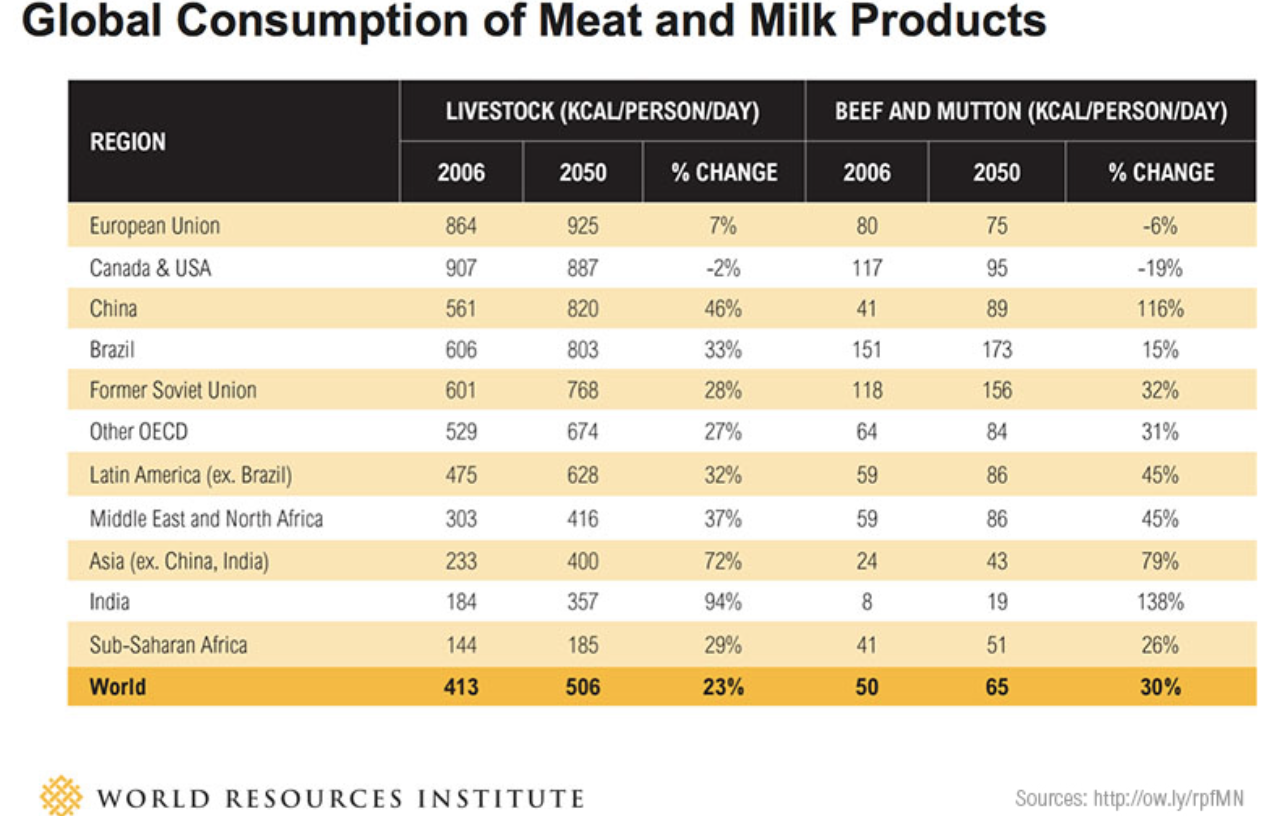 Global Consumption of Meat and Milk Products
REGION LIVESTOCK (KCAL/PERSON/DAY) BEEF AND MUTTON (KCAL/PERSON/DAY)
2006 2050 % CHANGE 2006 2050 % CHANGE
European Union 864 925 7% 80 75 -6%
Canada & USA 907 887 -2% 117 95 -19%
China 561 820 46% 41 89 116%
Brazil 606 803 33% 151 173 15%
Former Soviet Union 601 768 28% 118 156 32%
Other OECD 529 674 27% 64 84 31%
Latin America (ex. Brazil) 475 628 32% 59 86 45%
Middle East and North Africa 303 416 37% 59 86 45%
Asia (ex. China, India) 233 400 72% 24 43 79%
India 184 357 94% 8 19 138%
Sub-Saharan Africa 144 185 29% 41 51 26%
World 413 506 23% 50 65 30%
WORLD RESOURCES INSTITUTE Sources: http://ow.ly/rpfMN